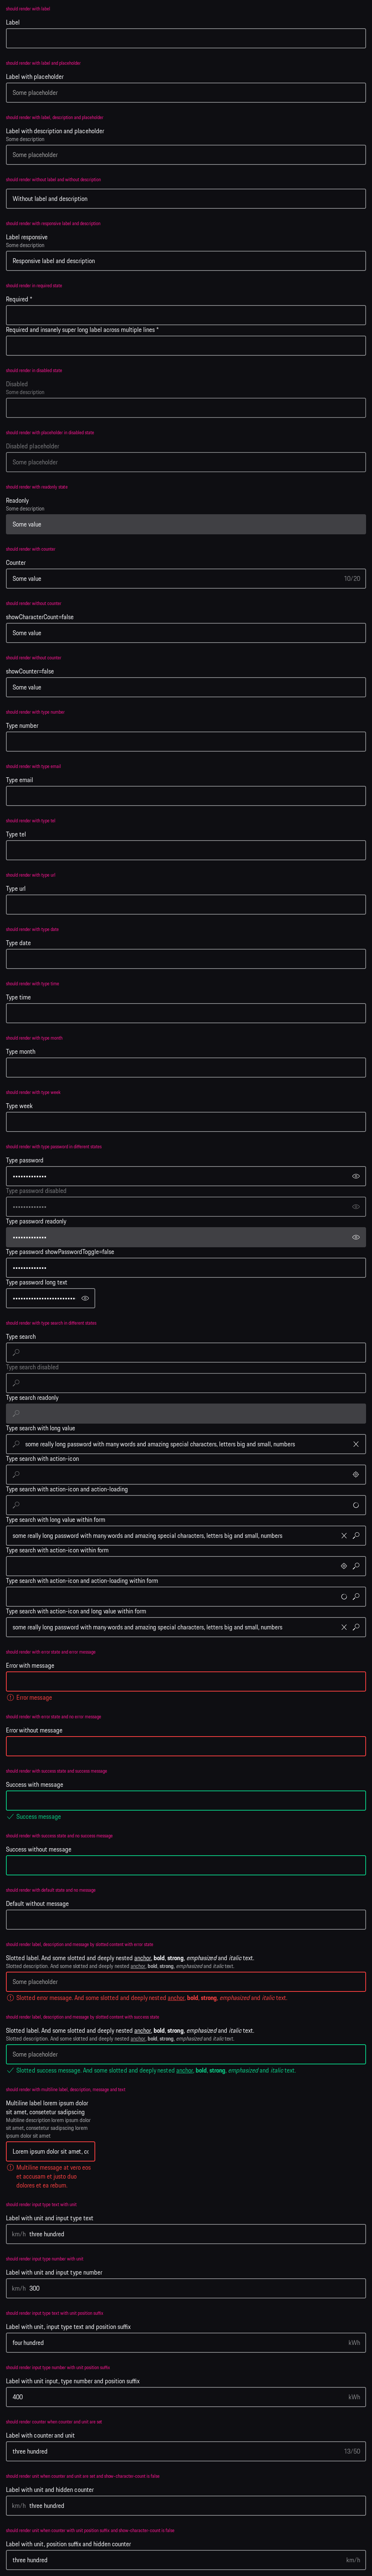 should render with label
Label
should render with label and placeholder
Label with placeholder
Some placeholder
should render with label, description and placeholder
Label with description and placeholder
Some description
Some placeholder
should render without label and without description
Without label and description
should render with responsive label and description
Label responsive
Some description
Responsive label and description
should render in required state
Required *
Required and insanely super long label across multiple lines *
should render in disabled state
Disabled
Some description
should render with placeholder in disabled state
Disabled placeholder
Some placeholder
should render with readonly state
Readonly
Some description
Some value
should render with counter
Counter
Some value 10/20
should render without counter
showCharacterCount=false
Some value
should render without counter
showCounter=false
Some value
should render with type number
Type number
should render with type email
Type email
should render with type tel
Type tel
should render with type url
Type url
should render with type date
Type date
should render with type time
Type time
should render with type month
Type month
should render with type week
Type week
should render with type password in different states
Type password
•••••••••••••
Type password disabled
•••••••••••••
Type password readonly
•••••••••••••
Type password showPasswordToggle=false
•••••••••••••
Type password long text
••••••••••••••••••••••••
should render with type search in different states
Type search
Type search disabled
Type search readonly
Type search with long value
some really long password with many words and amazing special characters, letters big and small, numbers
Type search with action-icon
Type search with action-icon and action-loading
Type search with long value within form
some really long password with many words and amazing special characters, letters big and small, numbers
Type search with action-icon within form
Type search with action-icon and action-loading within form
Type search with action-icon and long value within form
some really long password with many words and amazing special characters, letters big and small, numbers
should render with error state and error message
Error with message
Error message
should render with error state and no error message
Error without message
should render with success state and success message
Success with message
Success message
should render with success state and no success message
Success without message
should render with default state and no message
Default without message
should render label, description and message by slotted content with error state
Slotted label. And some slotted and deeply nested anchor, bold, strong, emphasized and italic text.
Slotted description. And some slotted and deeply nested anchor, bold, strong, emphasized and italic text.
Some placeholder
Slotted error message. And some slotted and deeply nested anchor, bold, strong, emphasized and italic text.
should render label, description and message by slotted content with success state
Slotted label. And some slotted and deeply nested anchor, bold, strong, emphasized and italic text.
Slotted description. And some slotted and deeply nested anchor, bold, strong, emphasized and italic text.
Some placeholder
Slotted success message. And some slotted and deeply nested anchor, bold, strong, emphasized and italic text.
should render with multiline label, description, message and text
Multiline label lorem ipsum dolor
sit amet, consetetur sadipscing
Multiline description lorem ipsum dolor
sit amet, consetetur sadipscing lorem
ipsum dolor sit amet
Lorem ipsum dolor sit amet, co
Multiline message at vero eos
et accusam et justo duo
dolores et ea rebum.
should render input type text with unit
Label with unit and input type text
km/h three hundred
should render input type number with unit
Label with unit and input type number
km/h 300
should render input type text with unit position suffix
Label with unit, input type text and position suffix
four hundred kWh
should render input type number with unit position suffix
Label with unit input, type number and position suffix
400 kWh
should render counter when counter and unit are set
Label with counter and unit
three hundred 13/50
should render unit when counter and unit are set and show-character-count is false
Label with unit and hidden counter
km/h three hundred
should render unit when counter with unit position suffix and show-character-count is false
Label with unit, position suffix and hidden counter
three hundred km/h